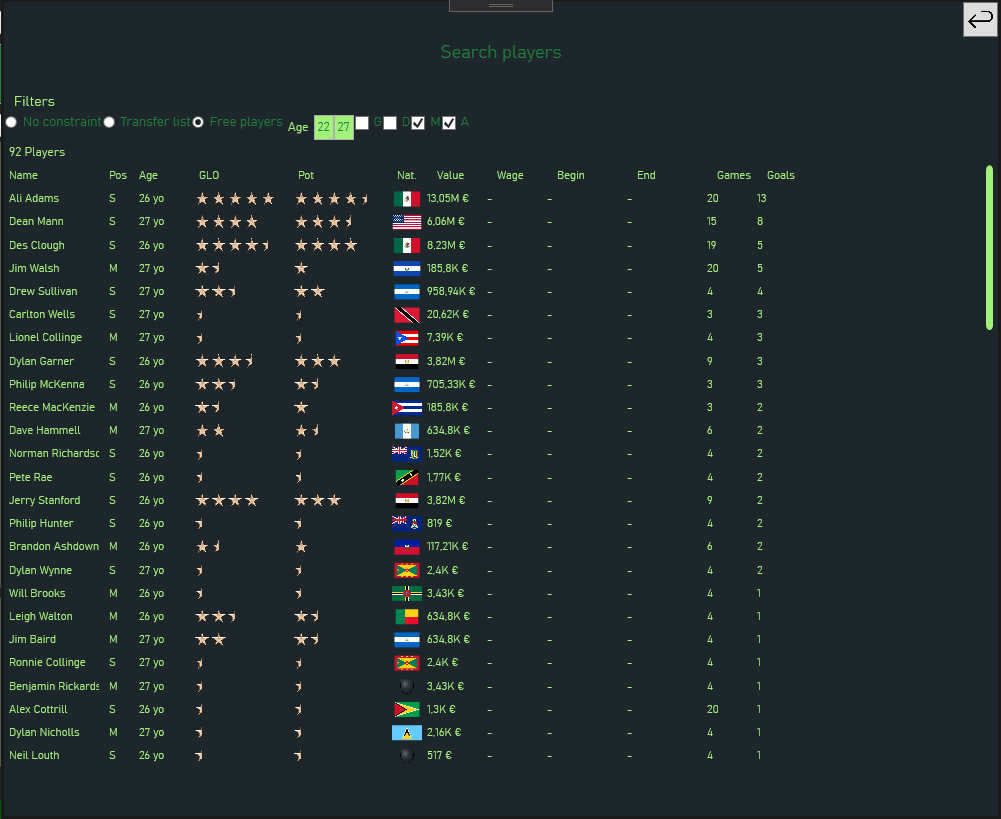 Search players
Filters
No constraint Transfer list Free players Age 22 27 G D M A
92 Players
Name Pos Age GLO Pot Nat. Value Wage Begin End Games Goals
Ali Adams S 26 yo 13,05M € - - - 20 13
Dean Mann S 27 yo 6,06M € - - - 15 8
Des Clough S 26 yo 8,23M € - - - 19 5
Jim Walsh M 27 yo 185,8K € - - - 20 5
Drew Sullivan S 27 yo 958,94K € - - - 4 4
Carlton Wells S 27 yo 20,62K € - - - 3 3
Lionel Collinge M 27 yo 7,39K € - - - 4 3
Dylan Garner S 26 yo 3,82M € - - - 9 3
Philip McKenna S 26 yo 705,33K € - - - 3 3
Reece MacKenzie M 26 yo 185,8K € - - - 3 2
Dave Hammell M 27 yo 634,8K € - - - 6 2
Norman Richardsc S 26 yo 1,52K € - - - 4 2
Pete Rae S 26 yo 1,77K € - - - 4 2
Jerry Stanford S 26 yo 3,82M € - - - 9 2
Philip Hunter S 26 yo 819 € - - - 4 2
Brandon Ashdown M 26 yo 117,21K € - - - 6 2
Dylan Wynne S 27 yo 2,4K € - - - 4 2
Will Brooks M 26 yo 3,43K € - - - 4 1
Leigh Walton M 26 yo 634,8K € - - - 4 1
Jim Baird M 27 yo 634,8K € - - - 4 1
Ronnie Collinge S 27 yo 2,4K € - - - 4 1
Benjamin Rickards M 27 yo 3,43K € - - - 4 1
Alex Cottrill S 26 yo 1,3K € - - - 20 1
Dylan Nicholls M 27 yo 2,16K € - - - 4 1
Neil Louth S 26 yo 517 € - - - 4 1